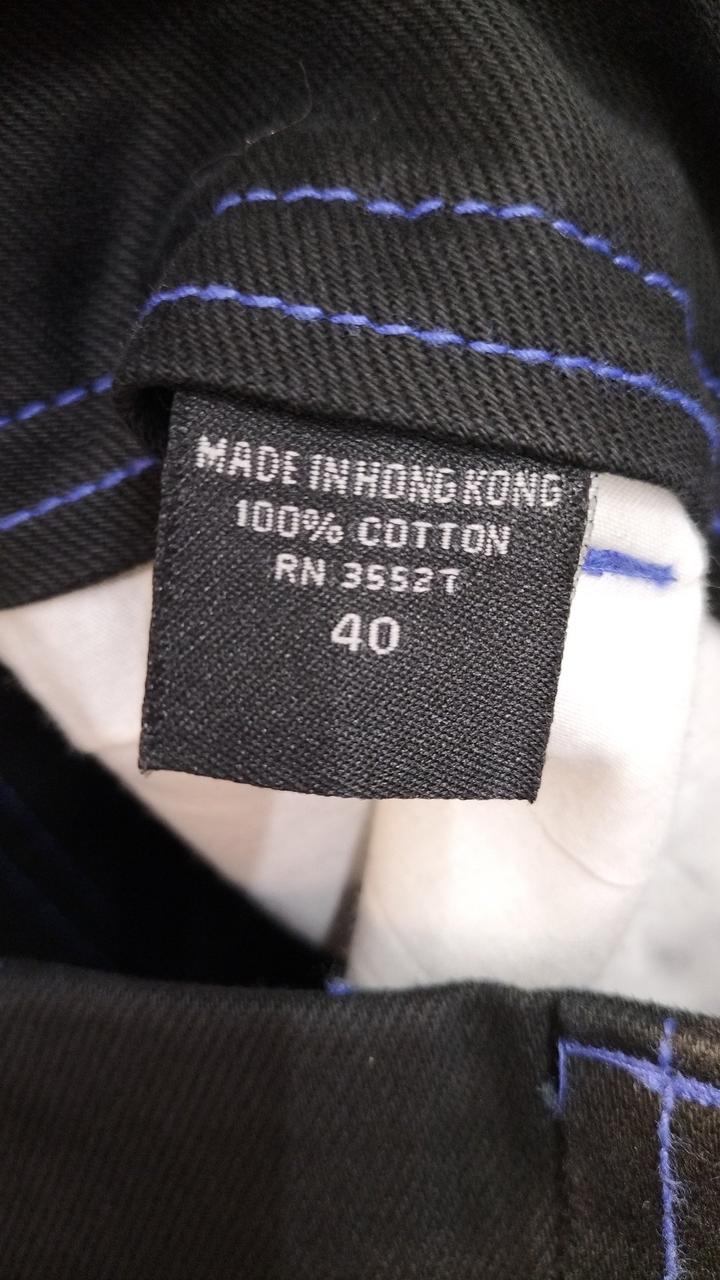 MADE IN HONG KONG
100% COTTON
RN 35527
40